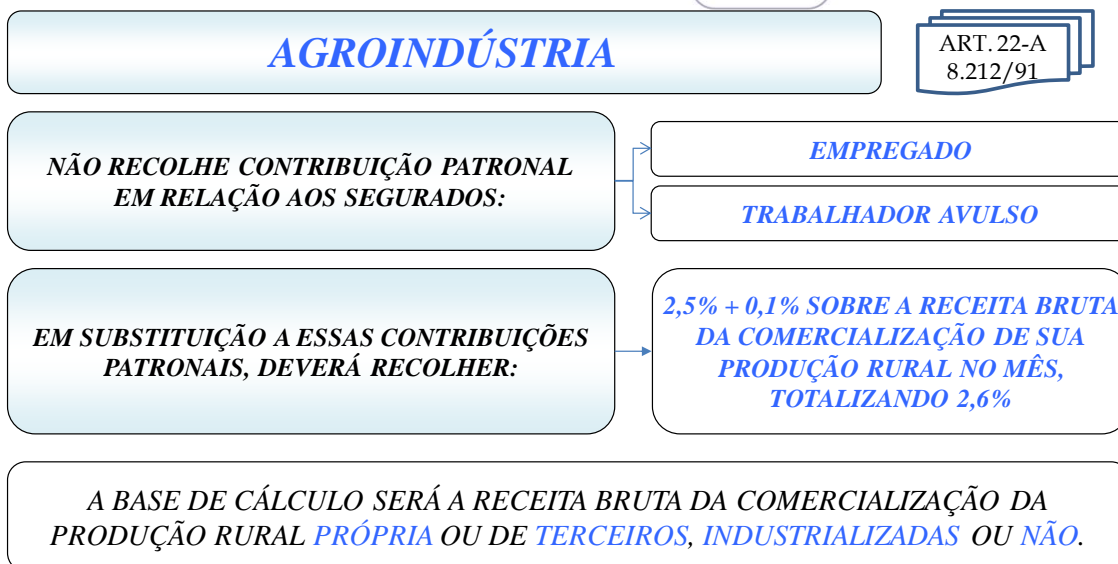 AGROINDÚSTRIA
ART. 22-A
8.212/91
NÃO RECOLHE CONTRIBUIÇÃO PATRONAL
EM RELAÇÃO AOS SEGURADOS:
EMPREGADO
TRABALHADOR AVULSO
EM SUBSTITUIÇÃO A ESSAS CONTRIBUIÇÕES
PATRONAIS, DEVERÁ RECOLHER:
2,5% + 0,1% SOBRE A RECEITA BRUTA
DA COMERCIALIZAÇÃO DE SUA
PRODUÇÃO RURAL NO MÊS,
TOTALIZANDO 2,6%
A BASE DE CÁLCULO SERÁ A RECEITA BRUTA DA COMERCIALIZAÇÃO DA
PRODUÇÃO RURAL PRÓPRIA OU DE TERCEIROS, INDUSTRIALIZADAS OU NÃO.